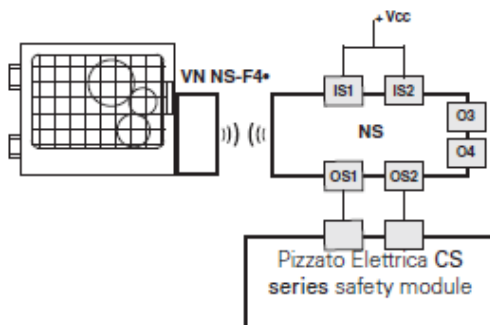 + Vcc
VN NS-F4•
IS1
IS2
NS
O3
O4
OS1
OS2
Pizzato Elettrica CS
series safety module